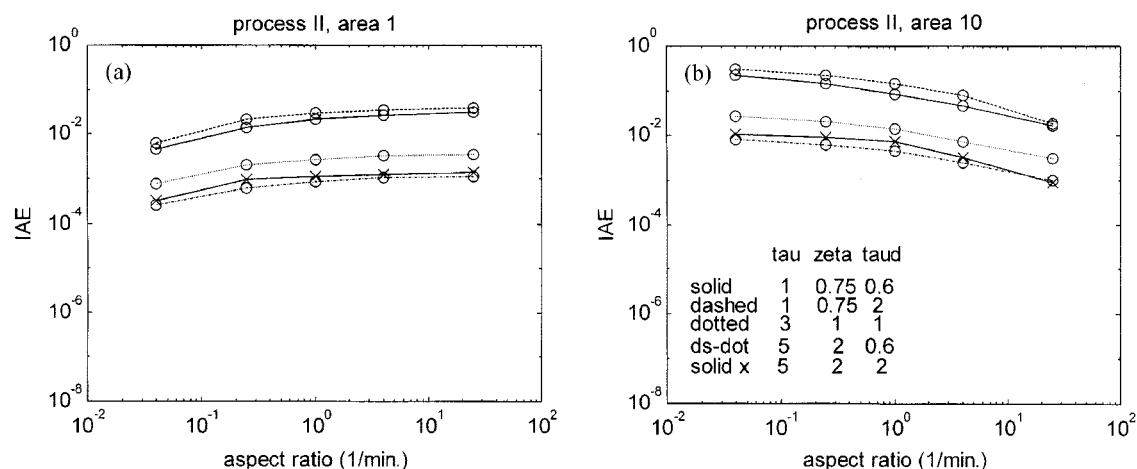 process II, area 1
(a)
10^0
10^-2
10^-4
10^-6
10^-8
IAE
10^-2 10^-1 10^0 10^1 10^2
aspect ratio (1/min.)
process II, area 10
(b)
10^0
10^-2
10^-4
10^-6
10^-8
IAE
tau zeta taud
solid 1 0.75 0.6
dashed 1 0.75 2
dotted 3 1 1
ds-dot 5 2 0.6
solid x 5 2 2
10^-2 10^-1 10^0 10^1 10^2
aspect ratio (1/min.)